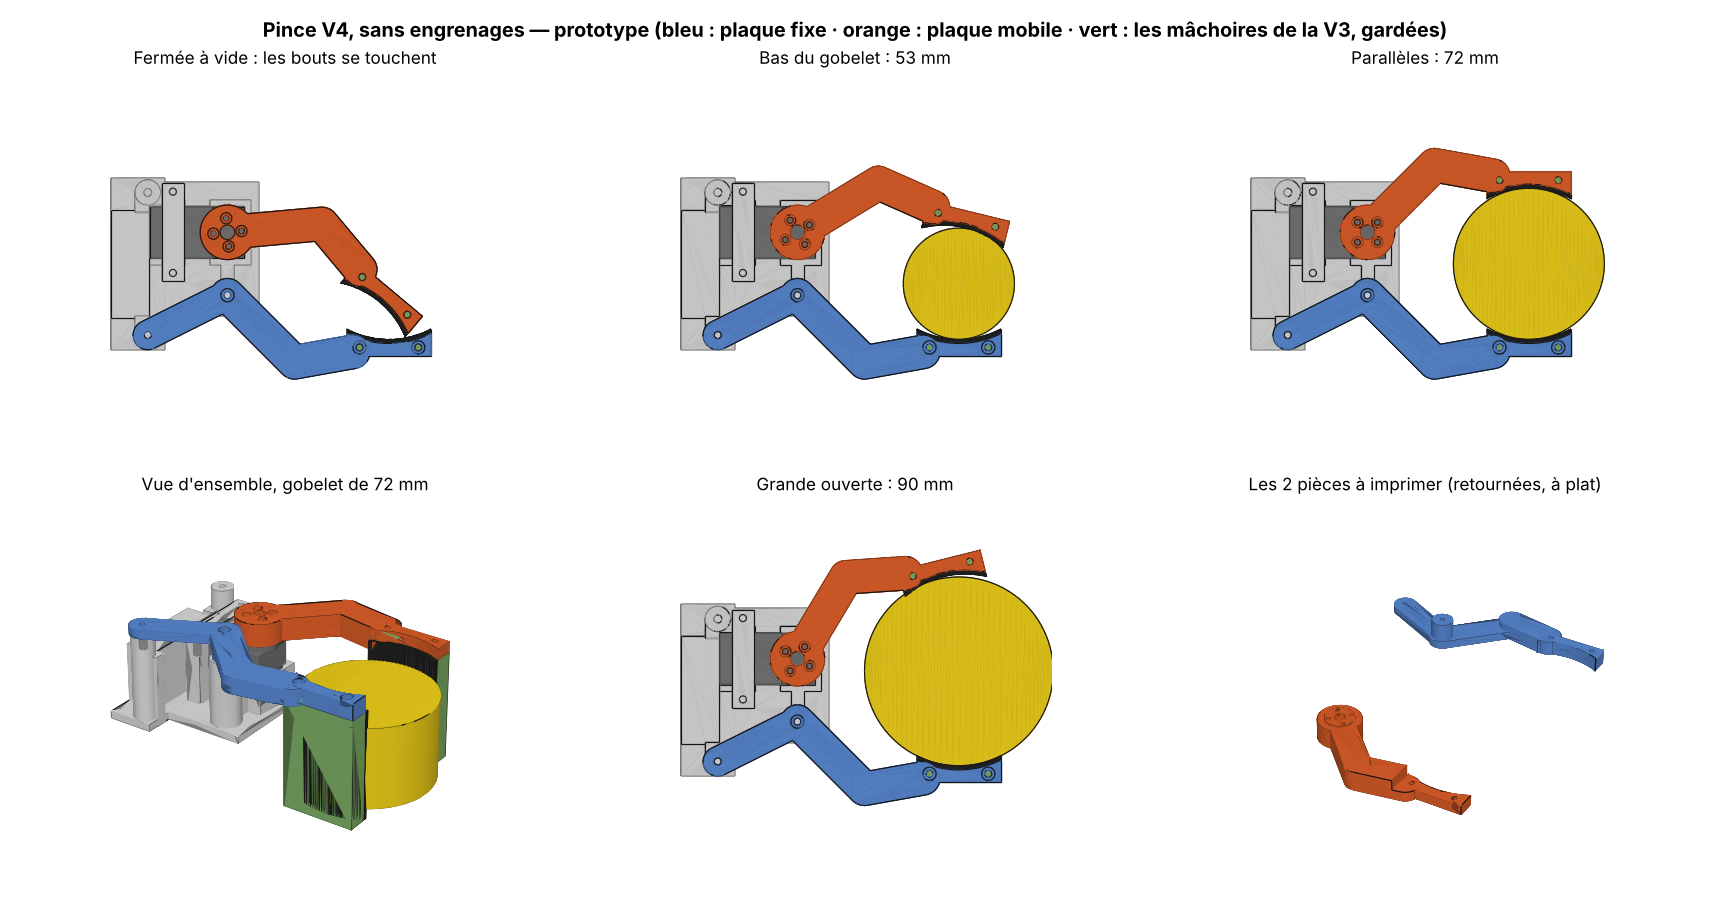 Pince V4, sans engrenages — prototype (bleu : plaque fixe · orange : plaque mobile · vert : les mâchoires de la V3, gardées)
Fermée à vide : les bouts se touchent
Bas du gobelet : 53 mm
Parallèles : 72 mm
Vue d'ensemble, gobelet de 72 mm
Grande ouverte : 90 mm
Les 2 pièces à imprimer (retournées, à plat)